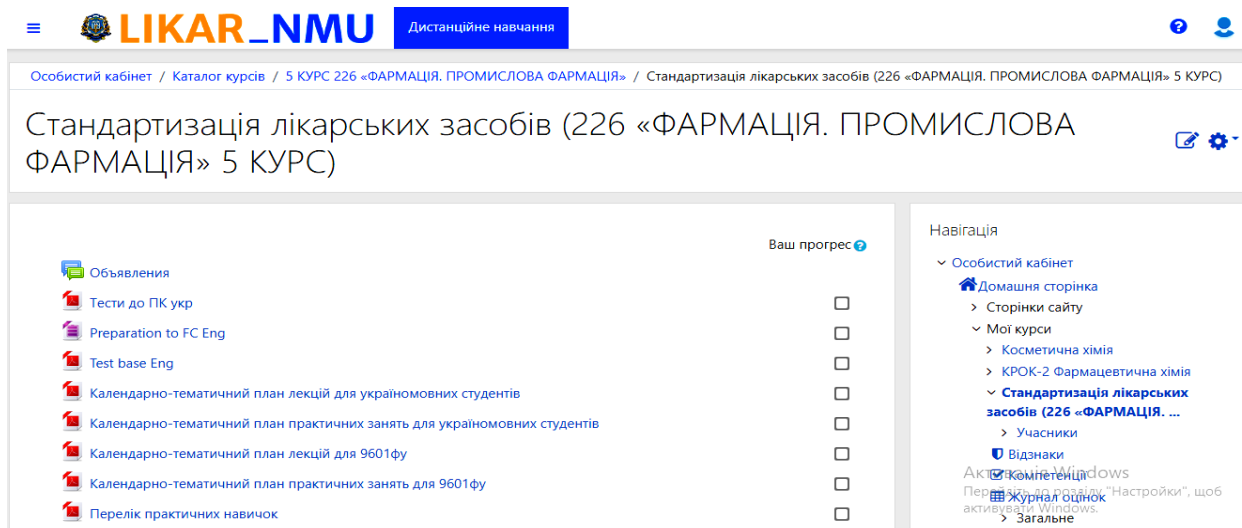 LIKAR_NMU
Дистанційне навчання
Особистий кабінет / Каталог курсів / 5 КУРС 226 «ФАРМАЦІЯ. ПРОМИСЛОВА ФАРМАЦІЯ» / Стандартизація лікарських засобів (226 «ФАРМАЦІЯ. ПРОМИСЛОВА ФАРМАЦІЯ» 5 КУРС)
Стандартизація лікарських засобів (226 «ФАРМАЦІЯ. ПРОМИСЛОВА
ФАРМАЦІЯ» 5 КУРС)
Ваш прогрес
Объявления
Тести до ПК укр
Preparation to FC Eng
Test base Eng
Календарно-тематичний план лекцій для україномовних студентів
Календарно-тематичний план практичних занять для україномовних студентів
Календарно-тематичний план лекцій для 9601фу
Календарно-тематичний план практичних занять для 9601фу
Перелік практичних навичок
Навігація
Особистий кабінет
Домашня сторінка
Сторінки сайту
Мої курси
Косметична хімія
КРОК-2 Фармацевтична хімія
Стандартизація лікарських
засобів (226 «ФАРМАЦІЯ. ...
Учасники
Відзнаки
Компетенції
Журнал оцінок
Загальне
Активація Windows
Перейдіть до розділу "Настройки", щоб
активувати Windows.